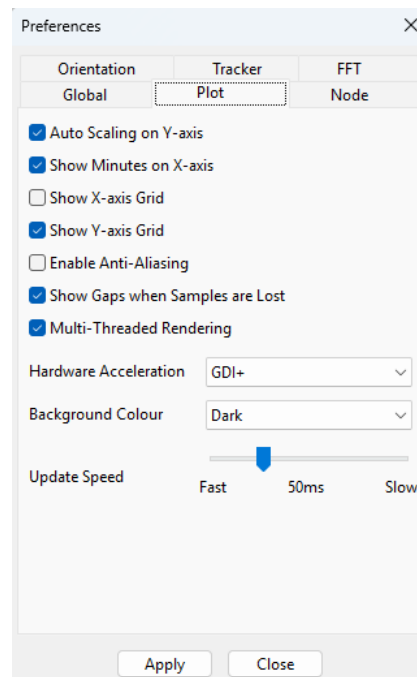 Preferences
Orientation Tracker FFT
Global Plot Node
Auto Scaling on Y-axis
Show Minutes on X-axis
Show X-axis Grid
Show Y-axis Grid
Enable Anti-Aliasing
Show Gaps when Samples are Lost
Multi-Threaded Rendering
Hardware Acceleration GDI+
Background Colour Dark
Update Speed
Fast 50ms Slow
Apply Close